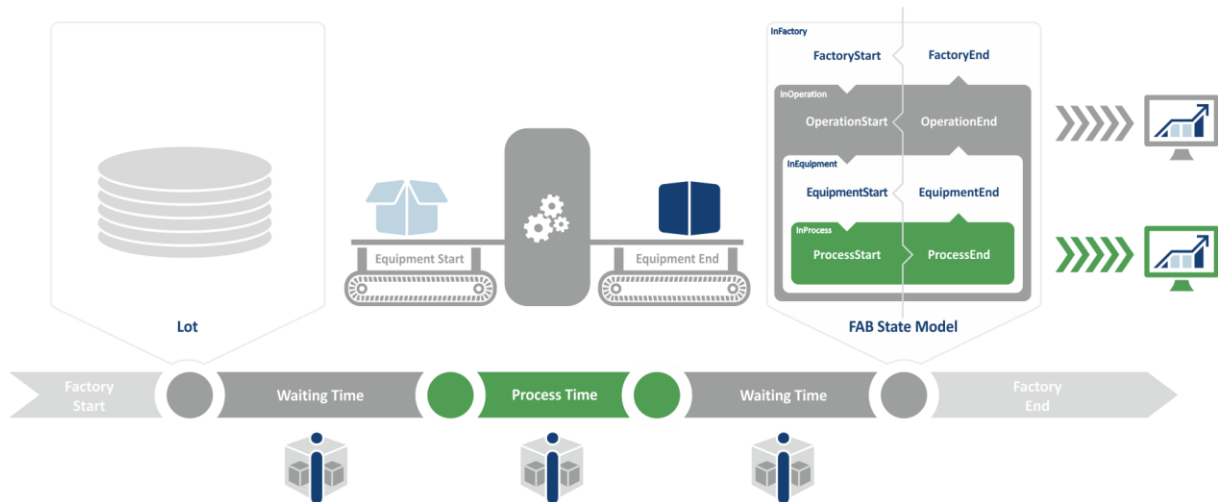 InFactory
FactoryStart
FactoryEnd
InOperation
OperationStart
OperationEnd
InEquipment
EquipmentStart
EquipmentEnd
InProcess
ProcessStart
ProcessEnd
Equipment Start
Equipment End
Lot
FAB State Model
Factory
Start
Waiting Time
Process Time
Waiting Time
Factory
End